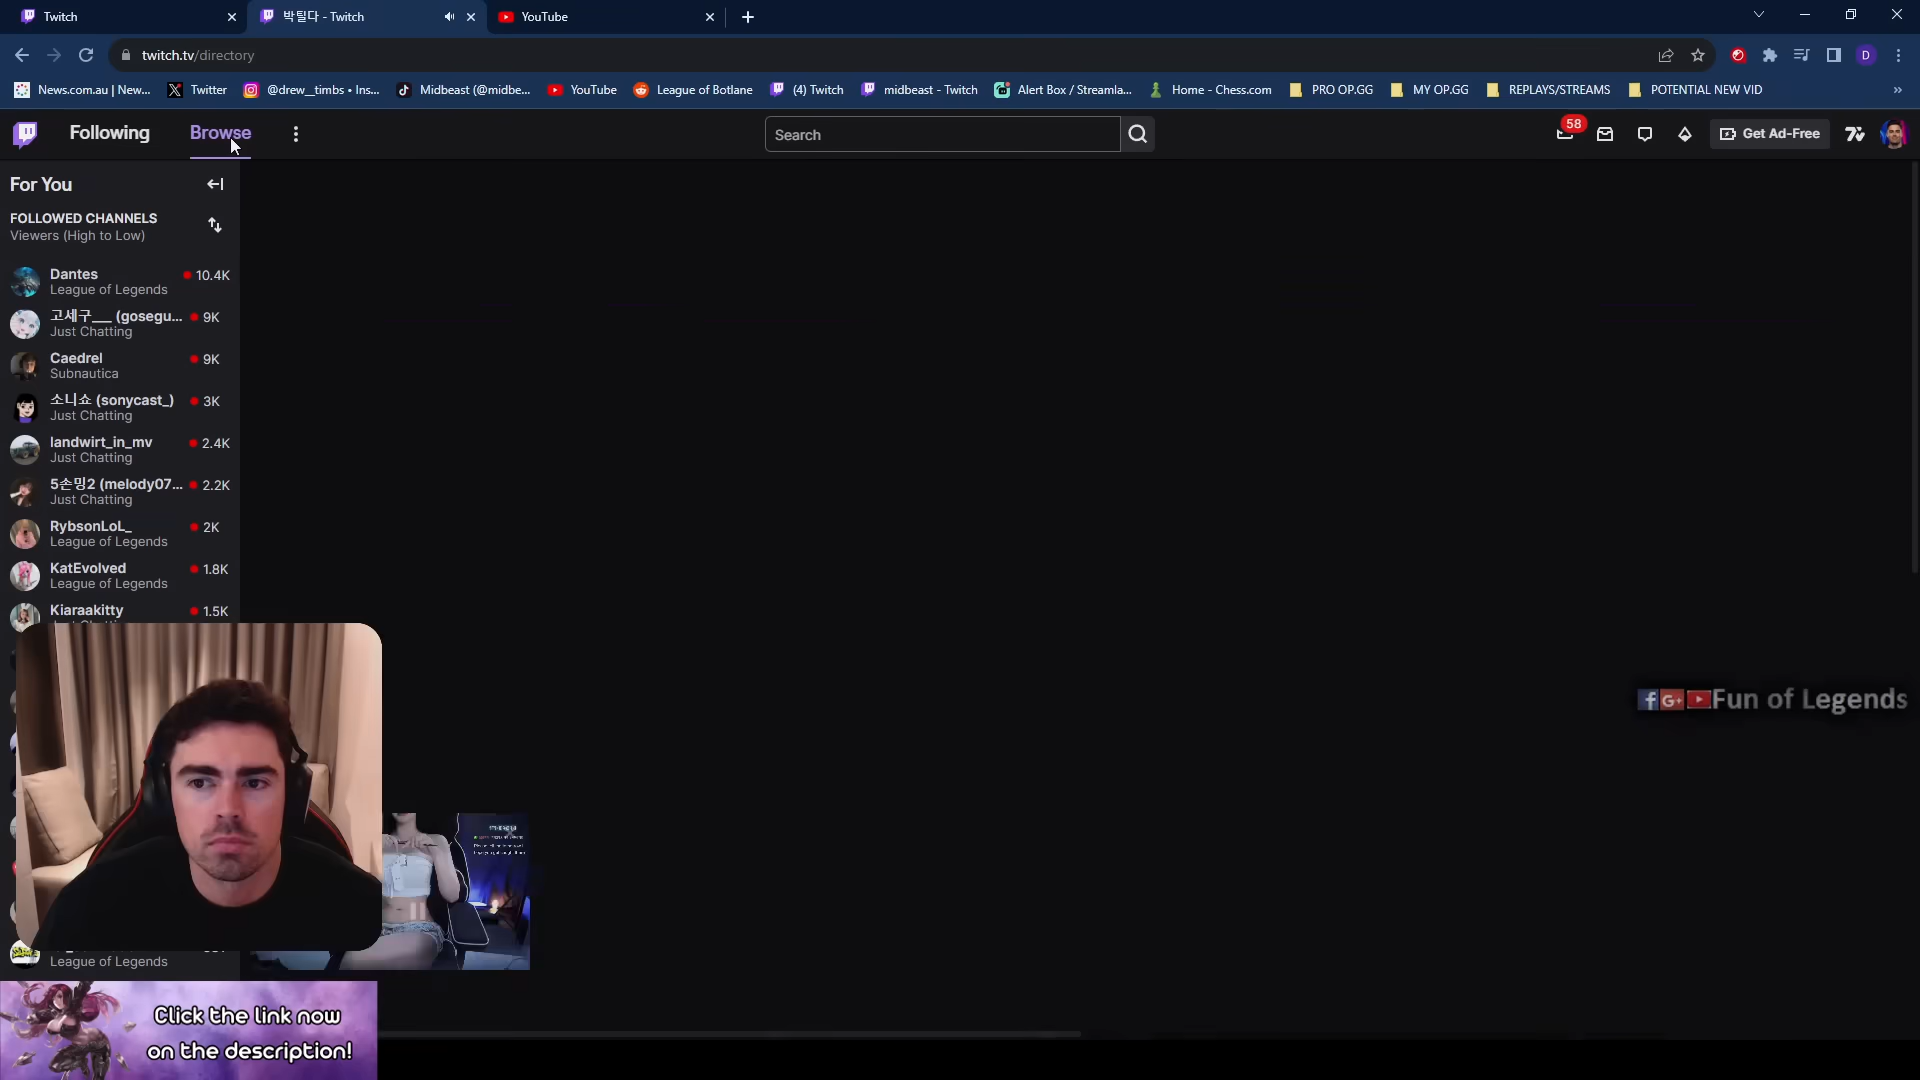 Twitch
박틸다 - Twitch
YouTube
twitch.tv/directory
News.com.au | New...
Twitter
@drew__timbs • Ins...
Midbeast (@midbe...
YouTube
League of Botlane
(4) Twitch
midbeast - Twitch
Alert Box / Streamla...
Home - Chess.com
PRO OP.GG
MY OP.GG
REPLAYS/STREAMS
POTENTIAL NEW VID
»
D
Following
Browse
Search
58
Get Ad-Free
For You
FOLLOWED CHANNELS
Viewers (High to Low)
Dantes
10.4K
League of Legends
고세구___ (gosegu...
9K
Just Chatting
Caedrel
9K
Subnautica
소니쇼 (sonycast_)
3K
Just Chatting
landwirt_in_mv
2.4K
Just Chatting
5손밍2 (melody07...
2.2K
Just Chatting
RybsonLoL_
2K
League of Legends
KatEvolved
1.8K
League of Legends
Kiaraakitty
1.5K
League of Legends
Fun of Legends
Click the link now
on the description!